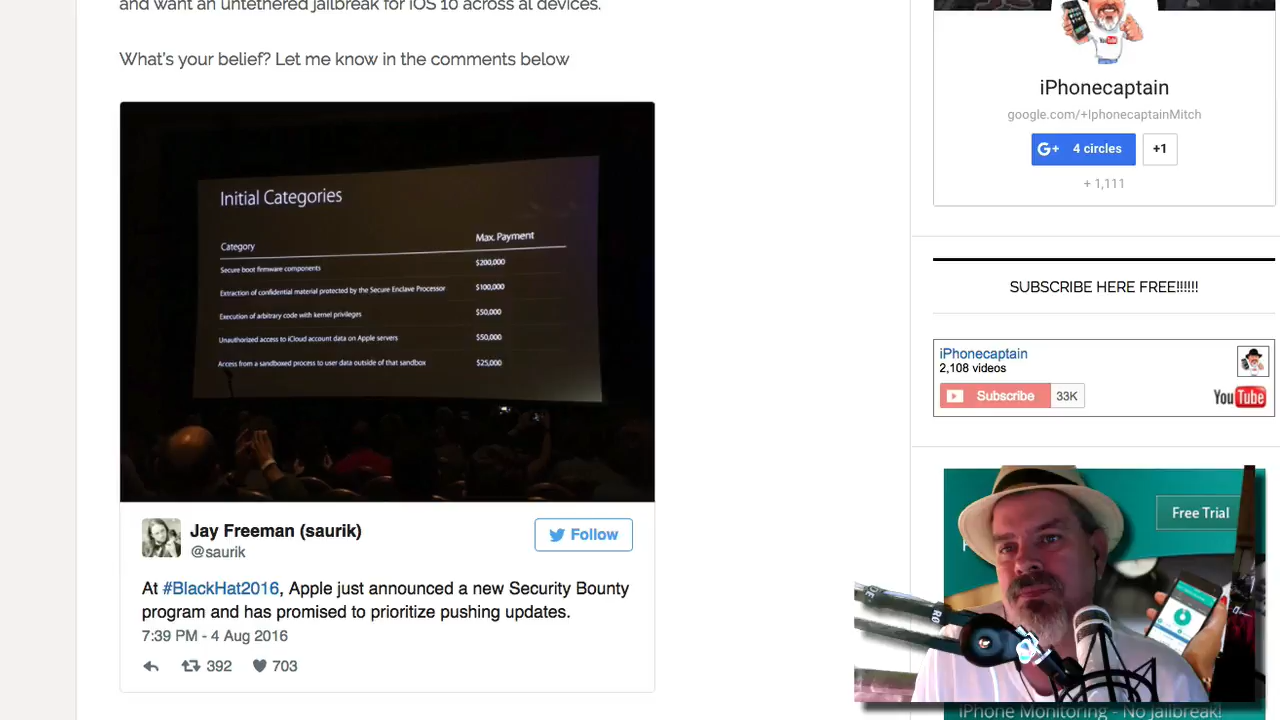 and want an untethered jailbreak for iOS 10 across al devices.
What's your belief? Let me know in the comments below
Initial Categories
Category Max. Payment
Secure boot firmware components $200,000
Extraction of confidential material protected by the Secure Enclave Processor $100,000
Execution of arbitrary code with kernel privileges $50,000
Unauthorized access to iCloud account data on Apple servers $50,000
Access from a sandboxed process to user data outside of that sandbox $25,000
Jay Freeman (saurik)
@saurik
Follow
At #BlackHat2016, Apple just announced a new Security Bounty
program and has promised to prioritize pushing updates.
7:39 PM - 4 Aug 2016
392 703
iPhonecaptain
google.com/+IphonecaptainMitch
G+ 4 circles +1
+ 1,111
SUBSCRIBE HERE FREE!!!!!!
iPhonecaptain
2,108 videos
Subscribe 33K
YouTube
Free Trial
iPhone Monitoring - No Jailbreak!